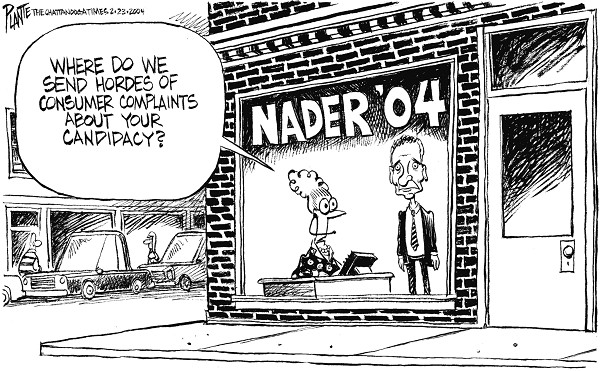 PLANTE THE CHATTANOOGA TIMES 2·23·2004
WHERE DO WE
SEND HORDES OF
CONSUMER COMPLAINTS
ABOUT YOUR
CANDIDACY?
NADER '04